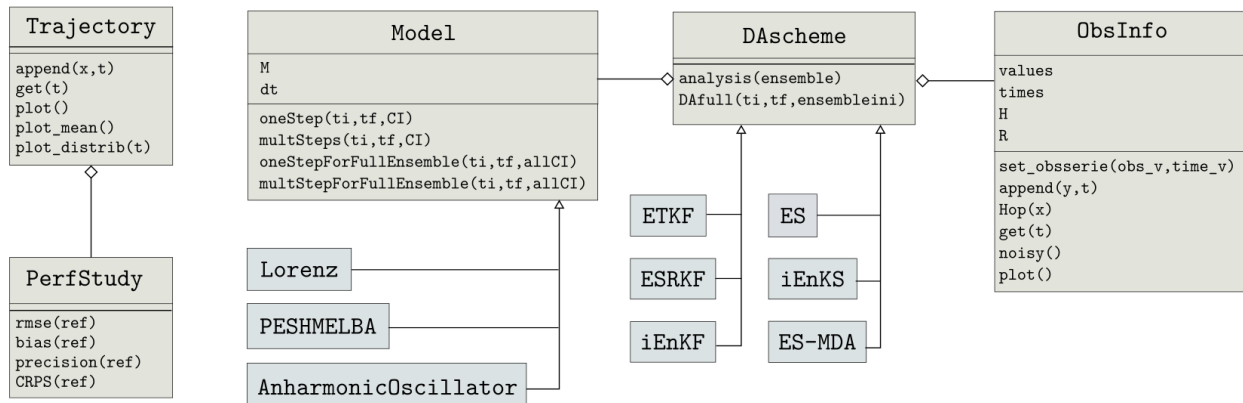 Trajectory
append(x,t)
get(t)
plot()
plot_mean()
plot_distrib(t)
PerfStudy
rmse(ref)
bias(ref)
precision(ref)
CRPS(ref)
Model
M
dt
oneStep(ti,tf,CI)
multSteps(ti,tf,CI)
oneStepForFullEnsemble(ti,tf,allCI)
multStepForFullEnsemble(ti,tf,allCI)
Lorenz
PESHMELBA
AnharmonicOscillator
DAscheme
analysis(ensemble)
DAfull(ti,tf,ensembleini)
ETKF
ESRKF
iEnKF
ES
iEnKS
ES-MDA
ObsInfo
values
times
H
R
set_obsserie(obs_v,time_v)
append(y,t)
Hop(x)
get(t)
noisy()
plot()